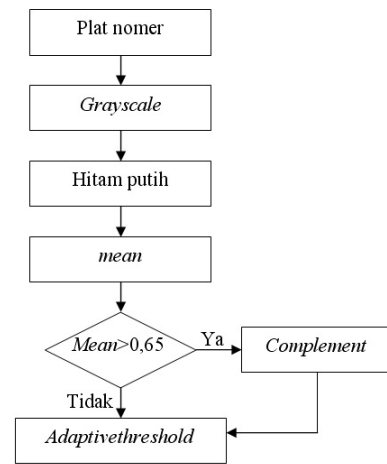 Plat nomer
Grayscale
Hitam putih
mean
Mean>0,65
Ya
Complement
Tidak
Adaptivethreshold